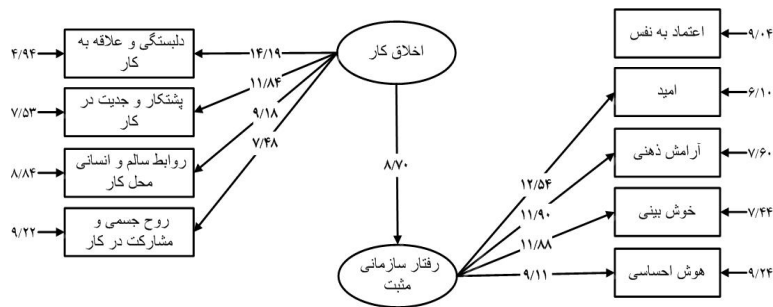 اخلاق کار
دلبستگی و علاقه به
کار
۴/۹۴
۱۴/۱۹
پشتکار و جدیت در
کار
۷/۵۳
۱۱/۸۴
روابط سالم و انسانی
محل کار
۸/۸۴
۹/۱۸
روح جسمی و
مشارکت در کار
۹/۲۲
۷/۴۸
۸/۷۰
رفتار سازمانی
مثبت
اعتماد به نفس
۹/۰۴
امید
۶/۱۰
۱۲/۵۴
آرامش ذهنی
۷/۶۰
۱۱/۹۰
خوش بینی
۷/۴۴
۱۱/۸۸
هوش احساسی
۹/۲۴
۹/۱۱